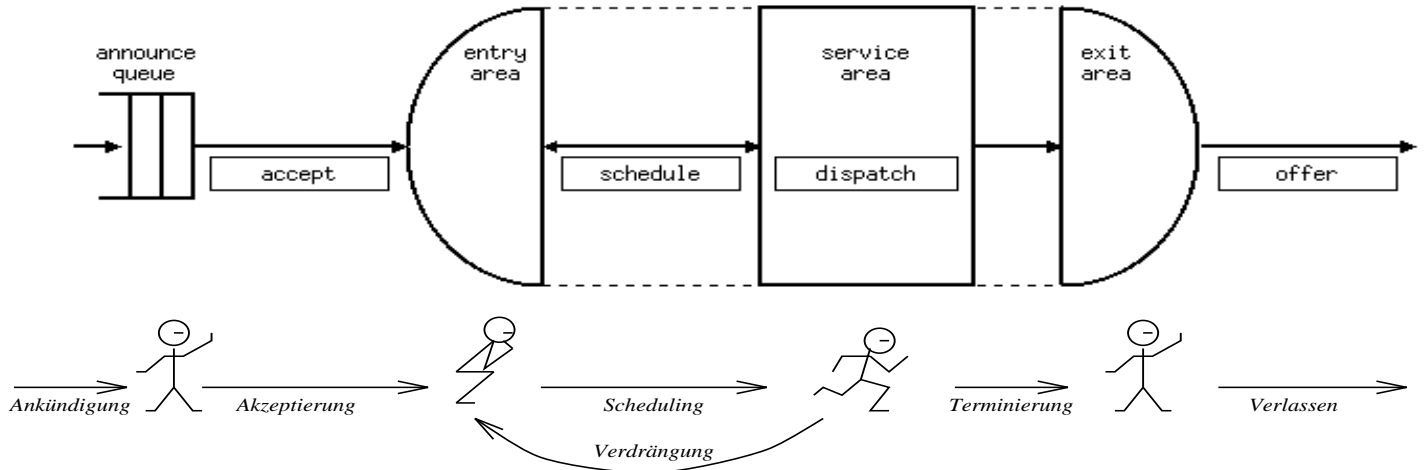 announce
queue
entry
area
service
area
exit
area
accept
schedule
dispatch
offer
Ankündigung
Akzeptierung
Scheduling
Terminierung
Verlassen
Verdrängung